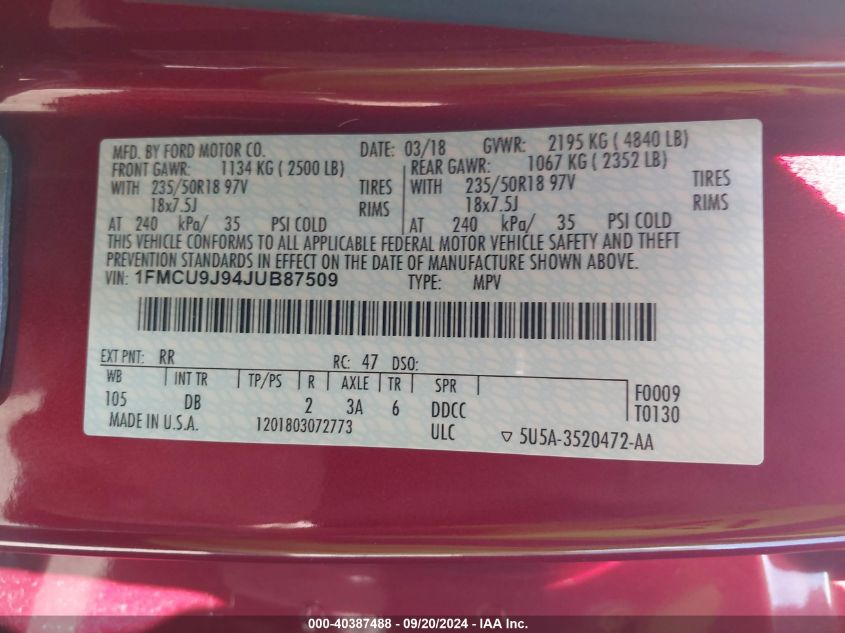 MFD. BY FORD MOTOR CO. DATE: 03/18 GVWR: 2195 KG ( 4840 LB)
FRONT GAWR: 1134 KG ( 2500 LB) REAR GAWR: 1067 KG ( 2352 LB)
WITH 235/50R18 97V TIRES WITH 235/50R18 97V TIRES
18x7.5J RIMS 18x7.5J RIMS
AT 240 kPa/ 35 PSI COLD AT 240 kPa/ 35 PSI COLD
THIS VEHICLE CONFORMS TO ALL APPLICABLE FEDERAL MOTOR VEHICLE SAFETY AND THEFT
PREVENTION STANDARDS IN EFFECT ON THE DATE OF MANUFACTURE SHOWN ABOVE.
VIN: 1FMCU9J94JUB87509 TYPE: MPV
EXT PNT: RR RC: 47 DSO:
WB INT TR TP/PS R AXLE TR SPR F0009
105 DB 2 3A 6 DDCC T0130
MADE IN U.S.A. 1201803072773 ULC ▽ 5U5A-3520472-AA
000-40387488 - 09/20/2024 - IAA Inc.